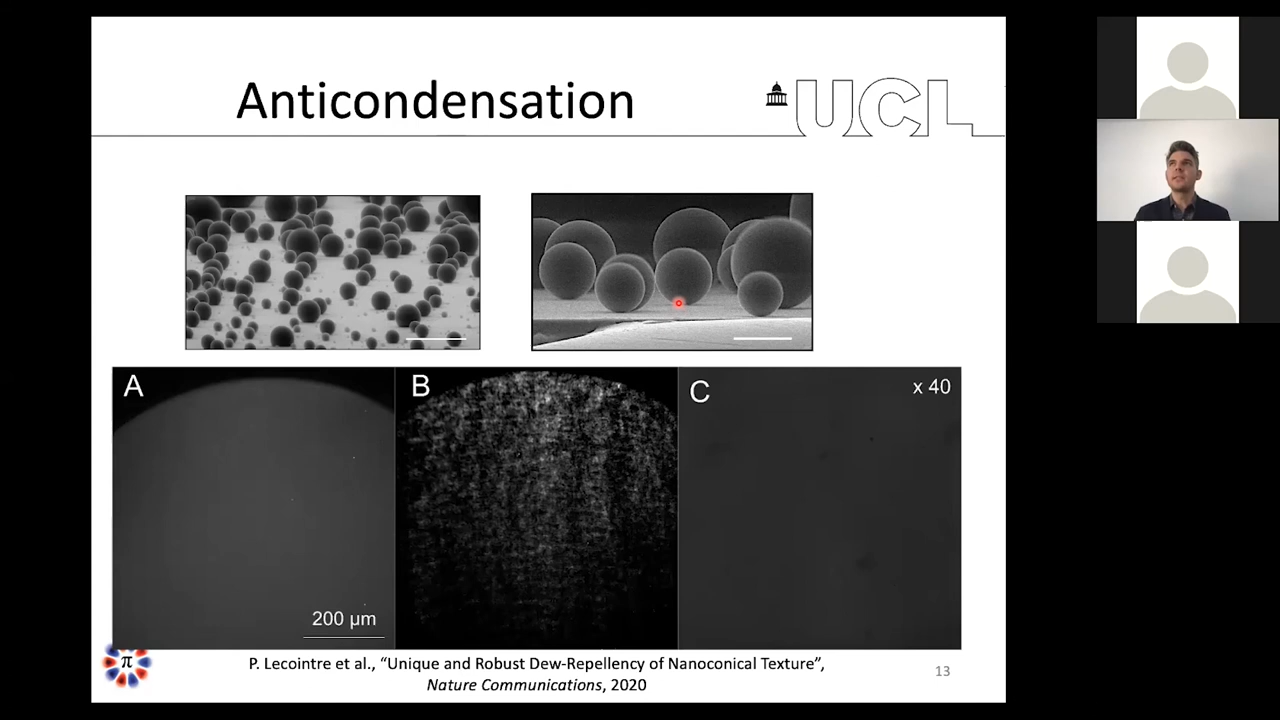 Anticondensation
UCL
A
B
C
x 40
200 µm
π
P. Lecointre et al., “Unique and Robust Dew-Repellency of Nanoconical Texture”,
Nature Communications, 2020
13